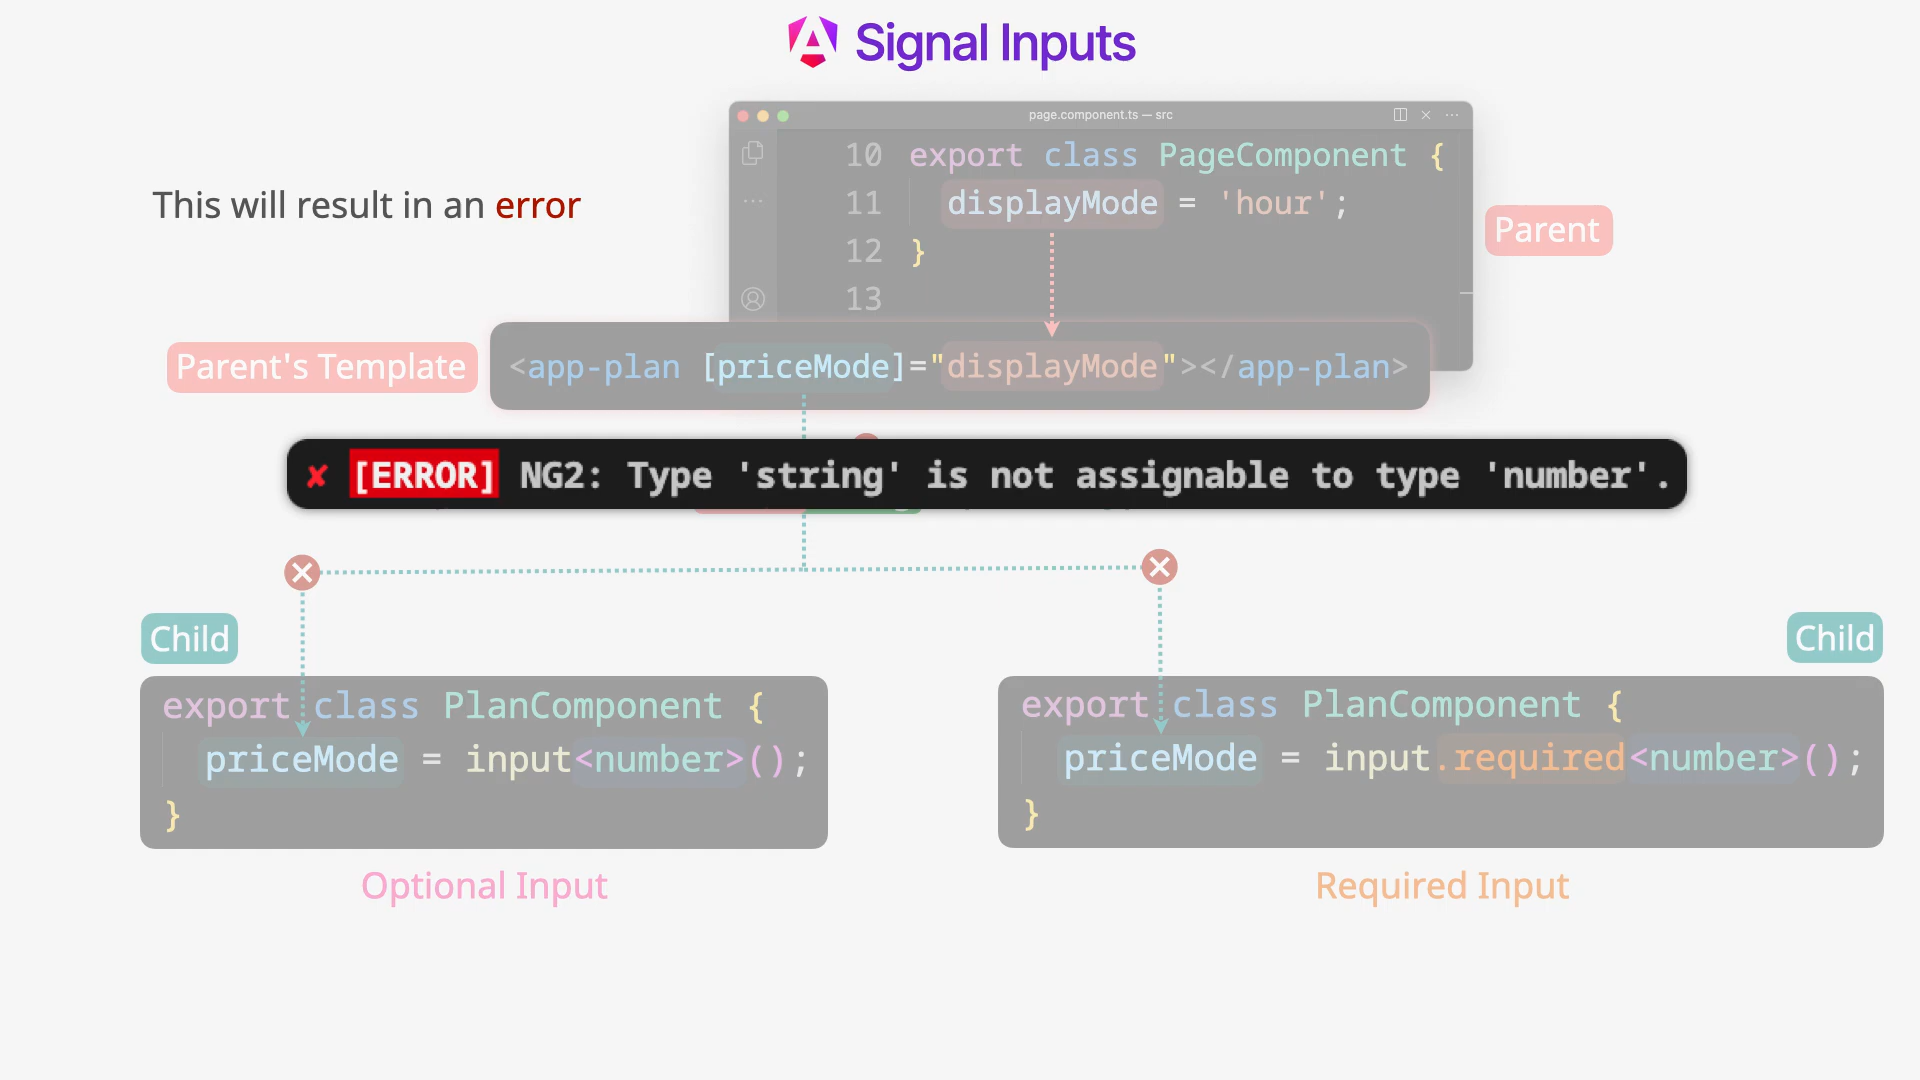 Signal Inputs
page.component.ts — src
10 export class PageComponent {
11 displayMode = 'hour';
12 }
13
This will result in an error
Parent
Parent's Template
<app-plan [priceMode]="displayMode"></app-plan>
✘ [ERROR] NG2: Type 'string' is not assignable to type 'number'.
Child
export class PlanComponent {
priceMode = input<number>();
}
Optional Input
Child
export class PlanComponent {
priceMode = input.required<number>();
}
Required Input